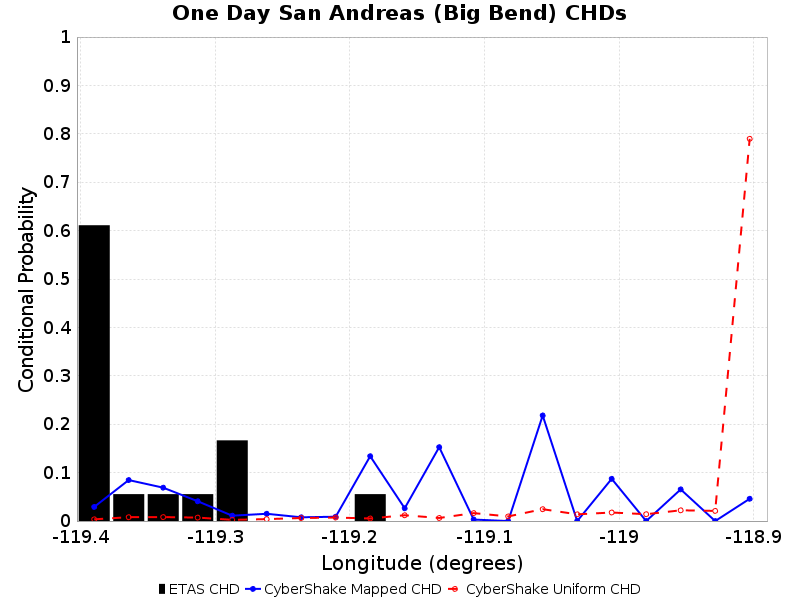 One Day San Andreas (Big Bend) CHDs
1
0.9
0.8
0.7
0.6
0.5
0.4
0.3
0.2
0.1
0
Conditional Probability
-119.4 -119.3 -119.2 -119.1 -119 -118.9
Longitude (degrees)
ETAS CHD CyberShake Mapped CHD CyberShake Uniform CHD